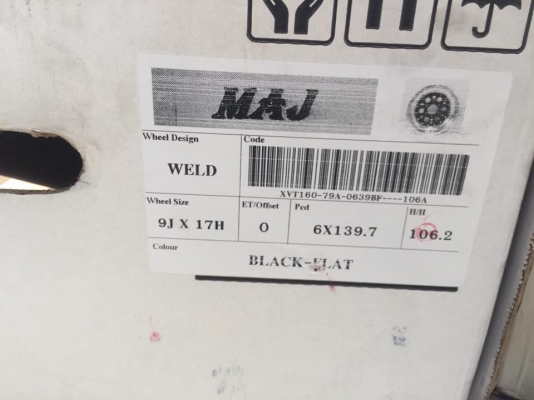 MAJ
Wheel Design
Code
WELD
XVT160-79A-0639BF----106A
Wheel Size
ET/Offset
Pcd
H/H
9J X 17H
0
6X139.7
106.2
Colour
BLACK-FLAT